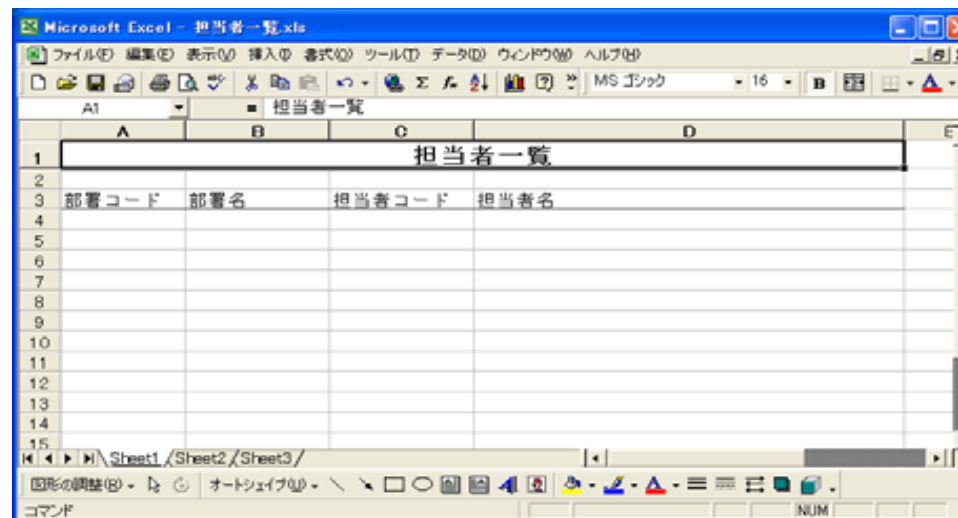 Microsoft Excel - 担当者一覧.xls
ファイル(F) 編集(E) 表示(V) 挿入(I) 書式(O) ツール(T) データ(D) ウィンドウ(W) ヘルプ(H)
MS ゴシック 16 B
A1 = 担当者一覧
A B C D E
1 担当者一覧
2
3 部署コード 部署名 担当者コード 担当者名
4
5
6
7
8
9
10
11
12
13
14
15
Sheet1 Sheet2 Sheet3
図形の調整(R) オートシェイプ(U)
コマンド NUM